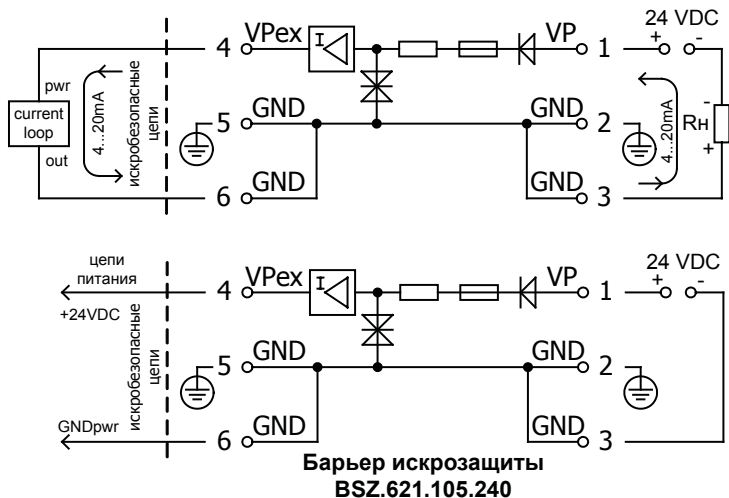 24 VDC
4 VPex I VP 1 + -
pwr
current
loop
out
4...20mA
искробезопасные
цепи
5 GND GND 2
4...20mA
Rн
-
+
6 GND GND 3
цепи
питания
+24VDC
24 VDC
4 VPex I VP 1 + -
искробезопасные
цепи
5 GND GND 2
GNDpwr
6 GND GND 3
Барьер искрозащиты
BSZ.621.105.240